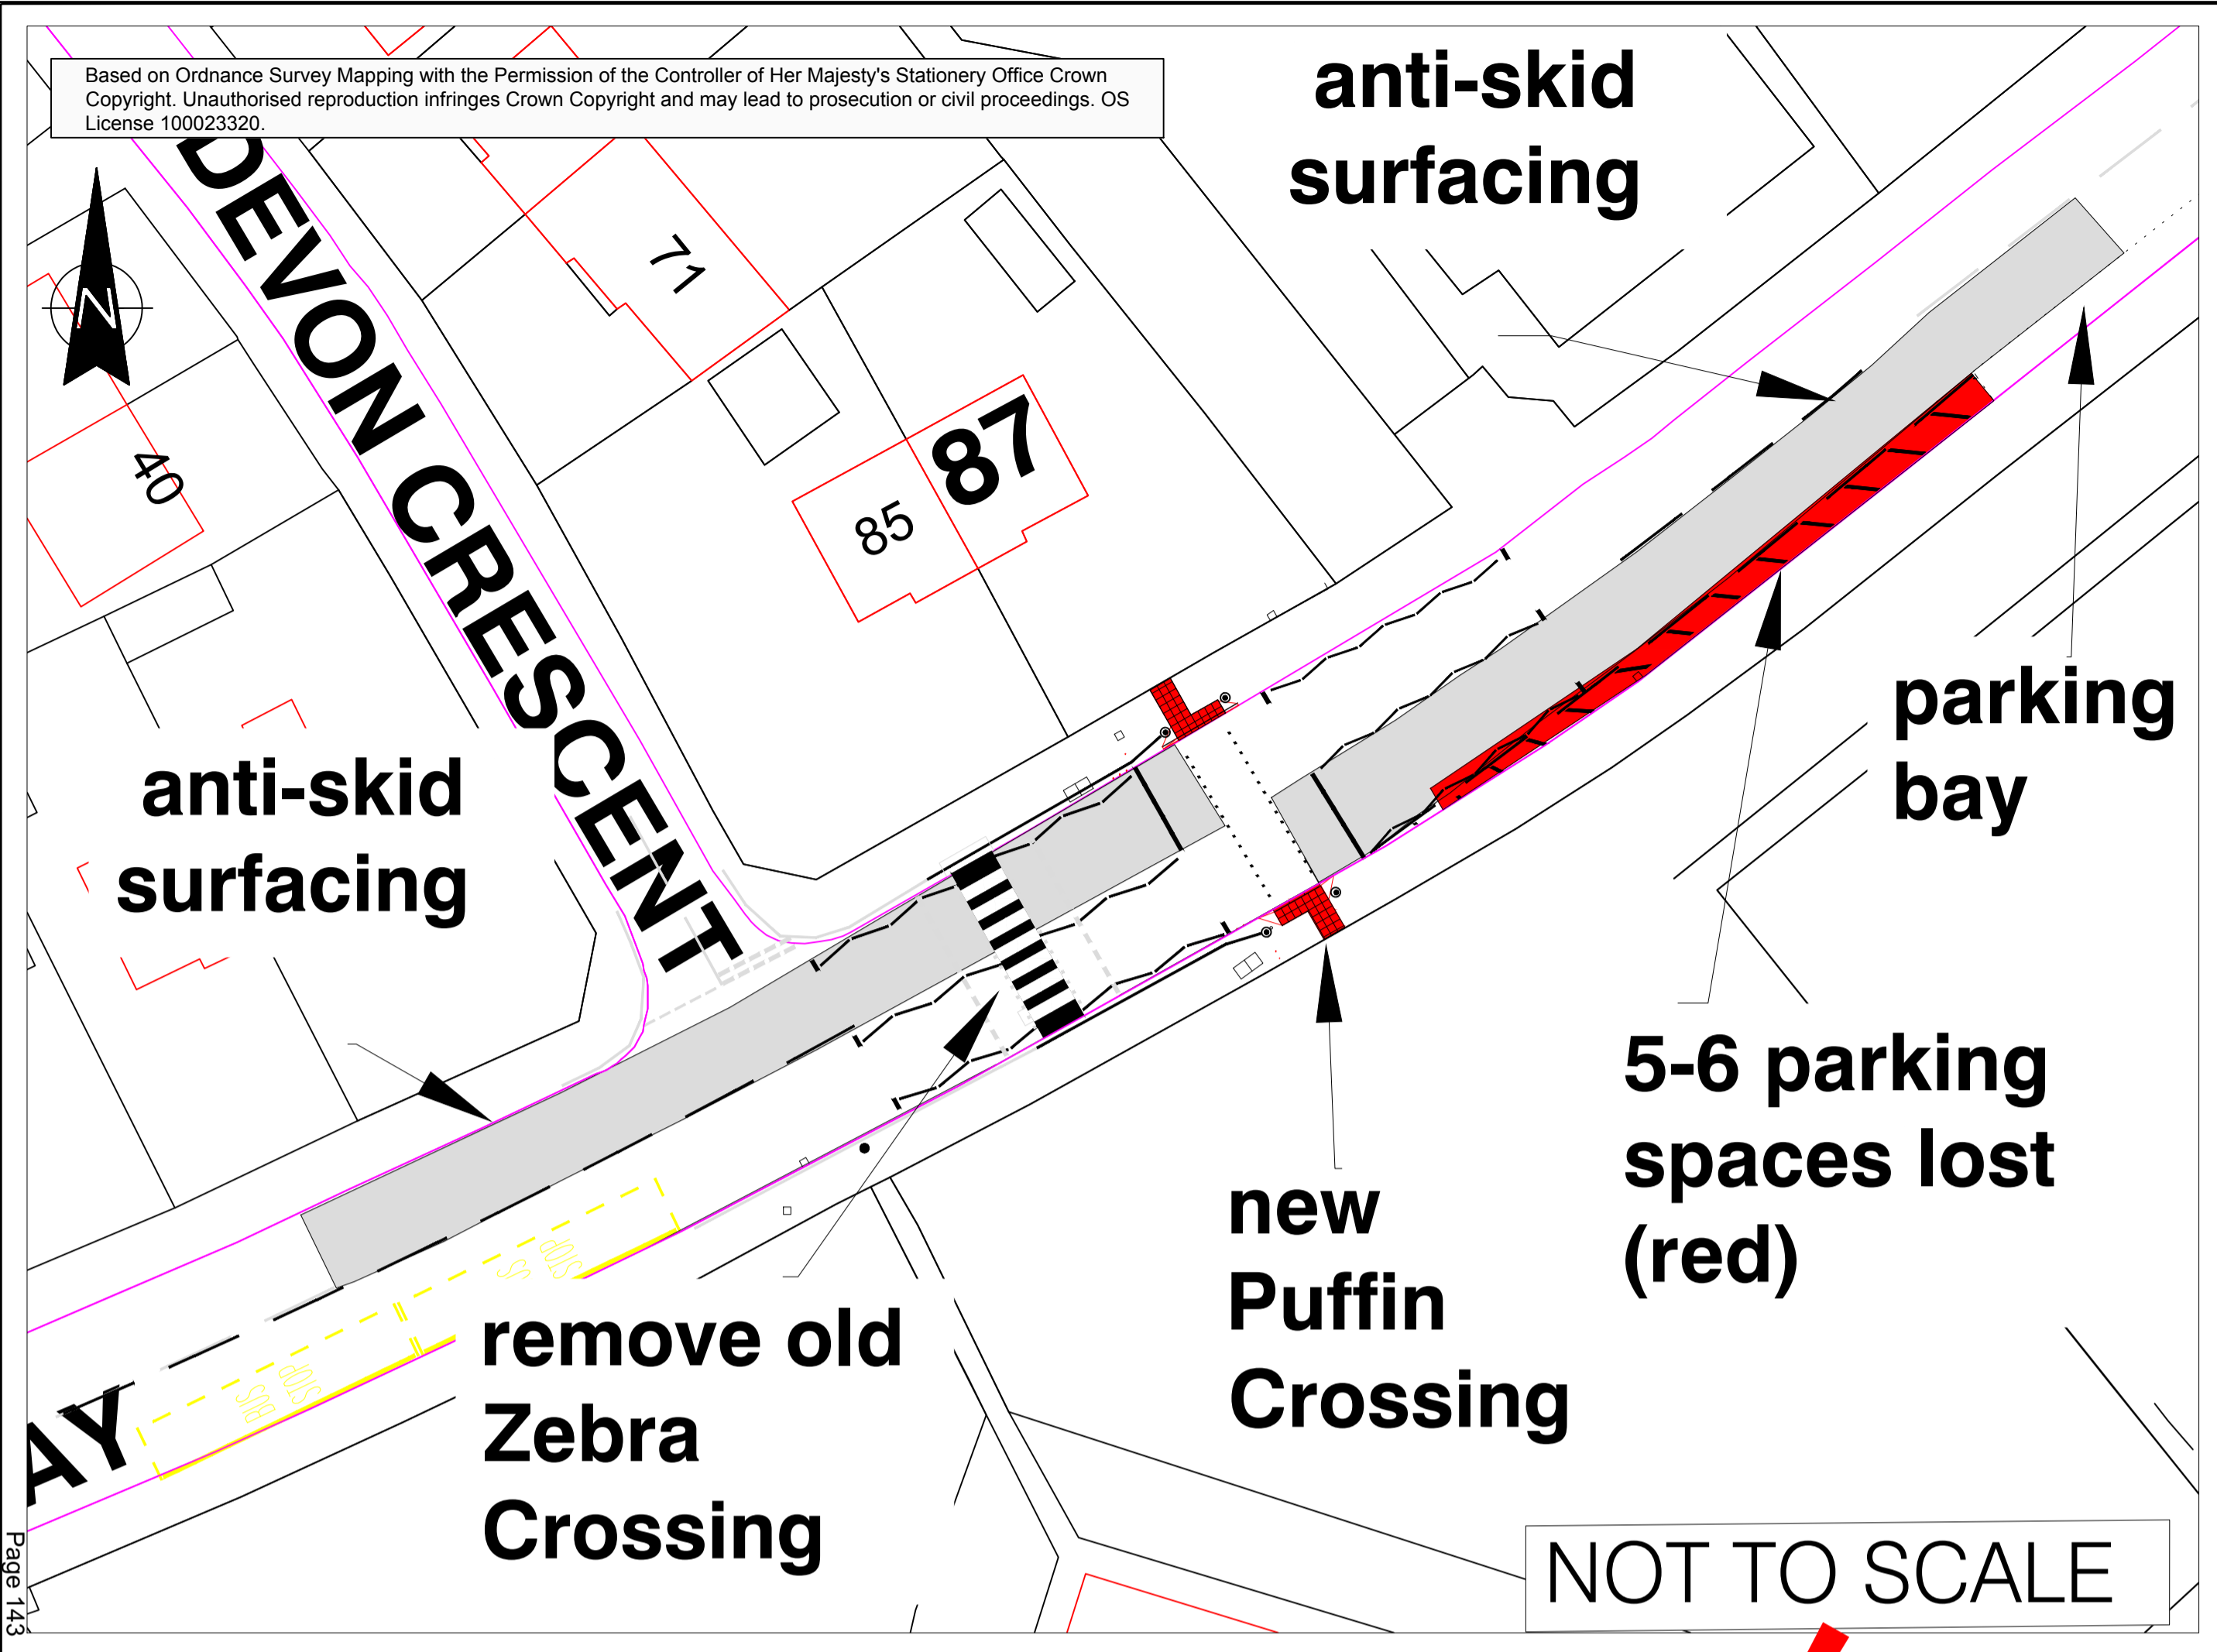 Based on Ordnance Survey Mapping with the Permission of the Controller of Her Majesty's Stationery Office Crown
Copyright. Unauthorised reproduction infringes Crown Copyright and may lead to prosecution or civil proceedings. OS
License 100023320.
anti-skid
surfacing
DEVON CRESCENT
N
71
40
87
85
anti-skid
surfacing
parking
bay
5-6 parking
spaces lost
(red)
new
Puffin
Crossing
remove old
Zebra
Crossing
BUS
STOP
STOP
AY
NOT TO SCALE
Page 143